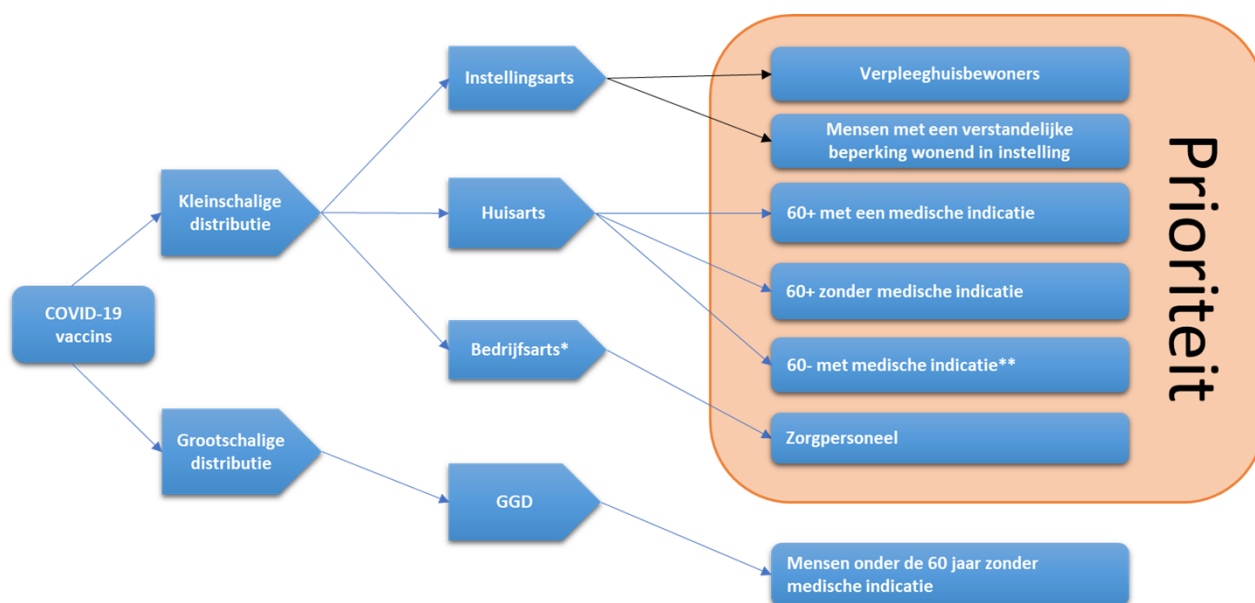 Instellingsarts
Verpleeghuisbewoners
Mensen met een verstandelijke
beperking wonend in instelling
Kleinschalige
distributie
Huisarts
60+ met een medische indicatie
60+ zonder medische indicatie
COVID-19
vaccins
Bedrijfsarts*
60- met medische indicatie**
Prioriteit
Grootschalige
distributie
Zorgpersoneel
GGD
Mensen onder de 60 jaar zonder
medische indicatie